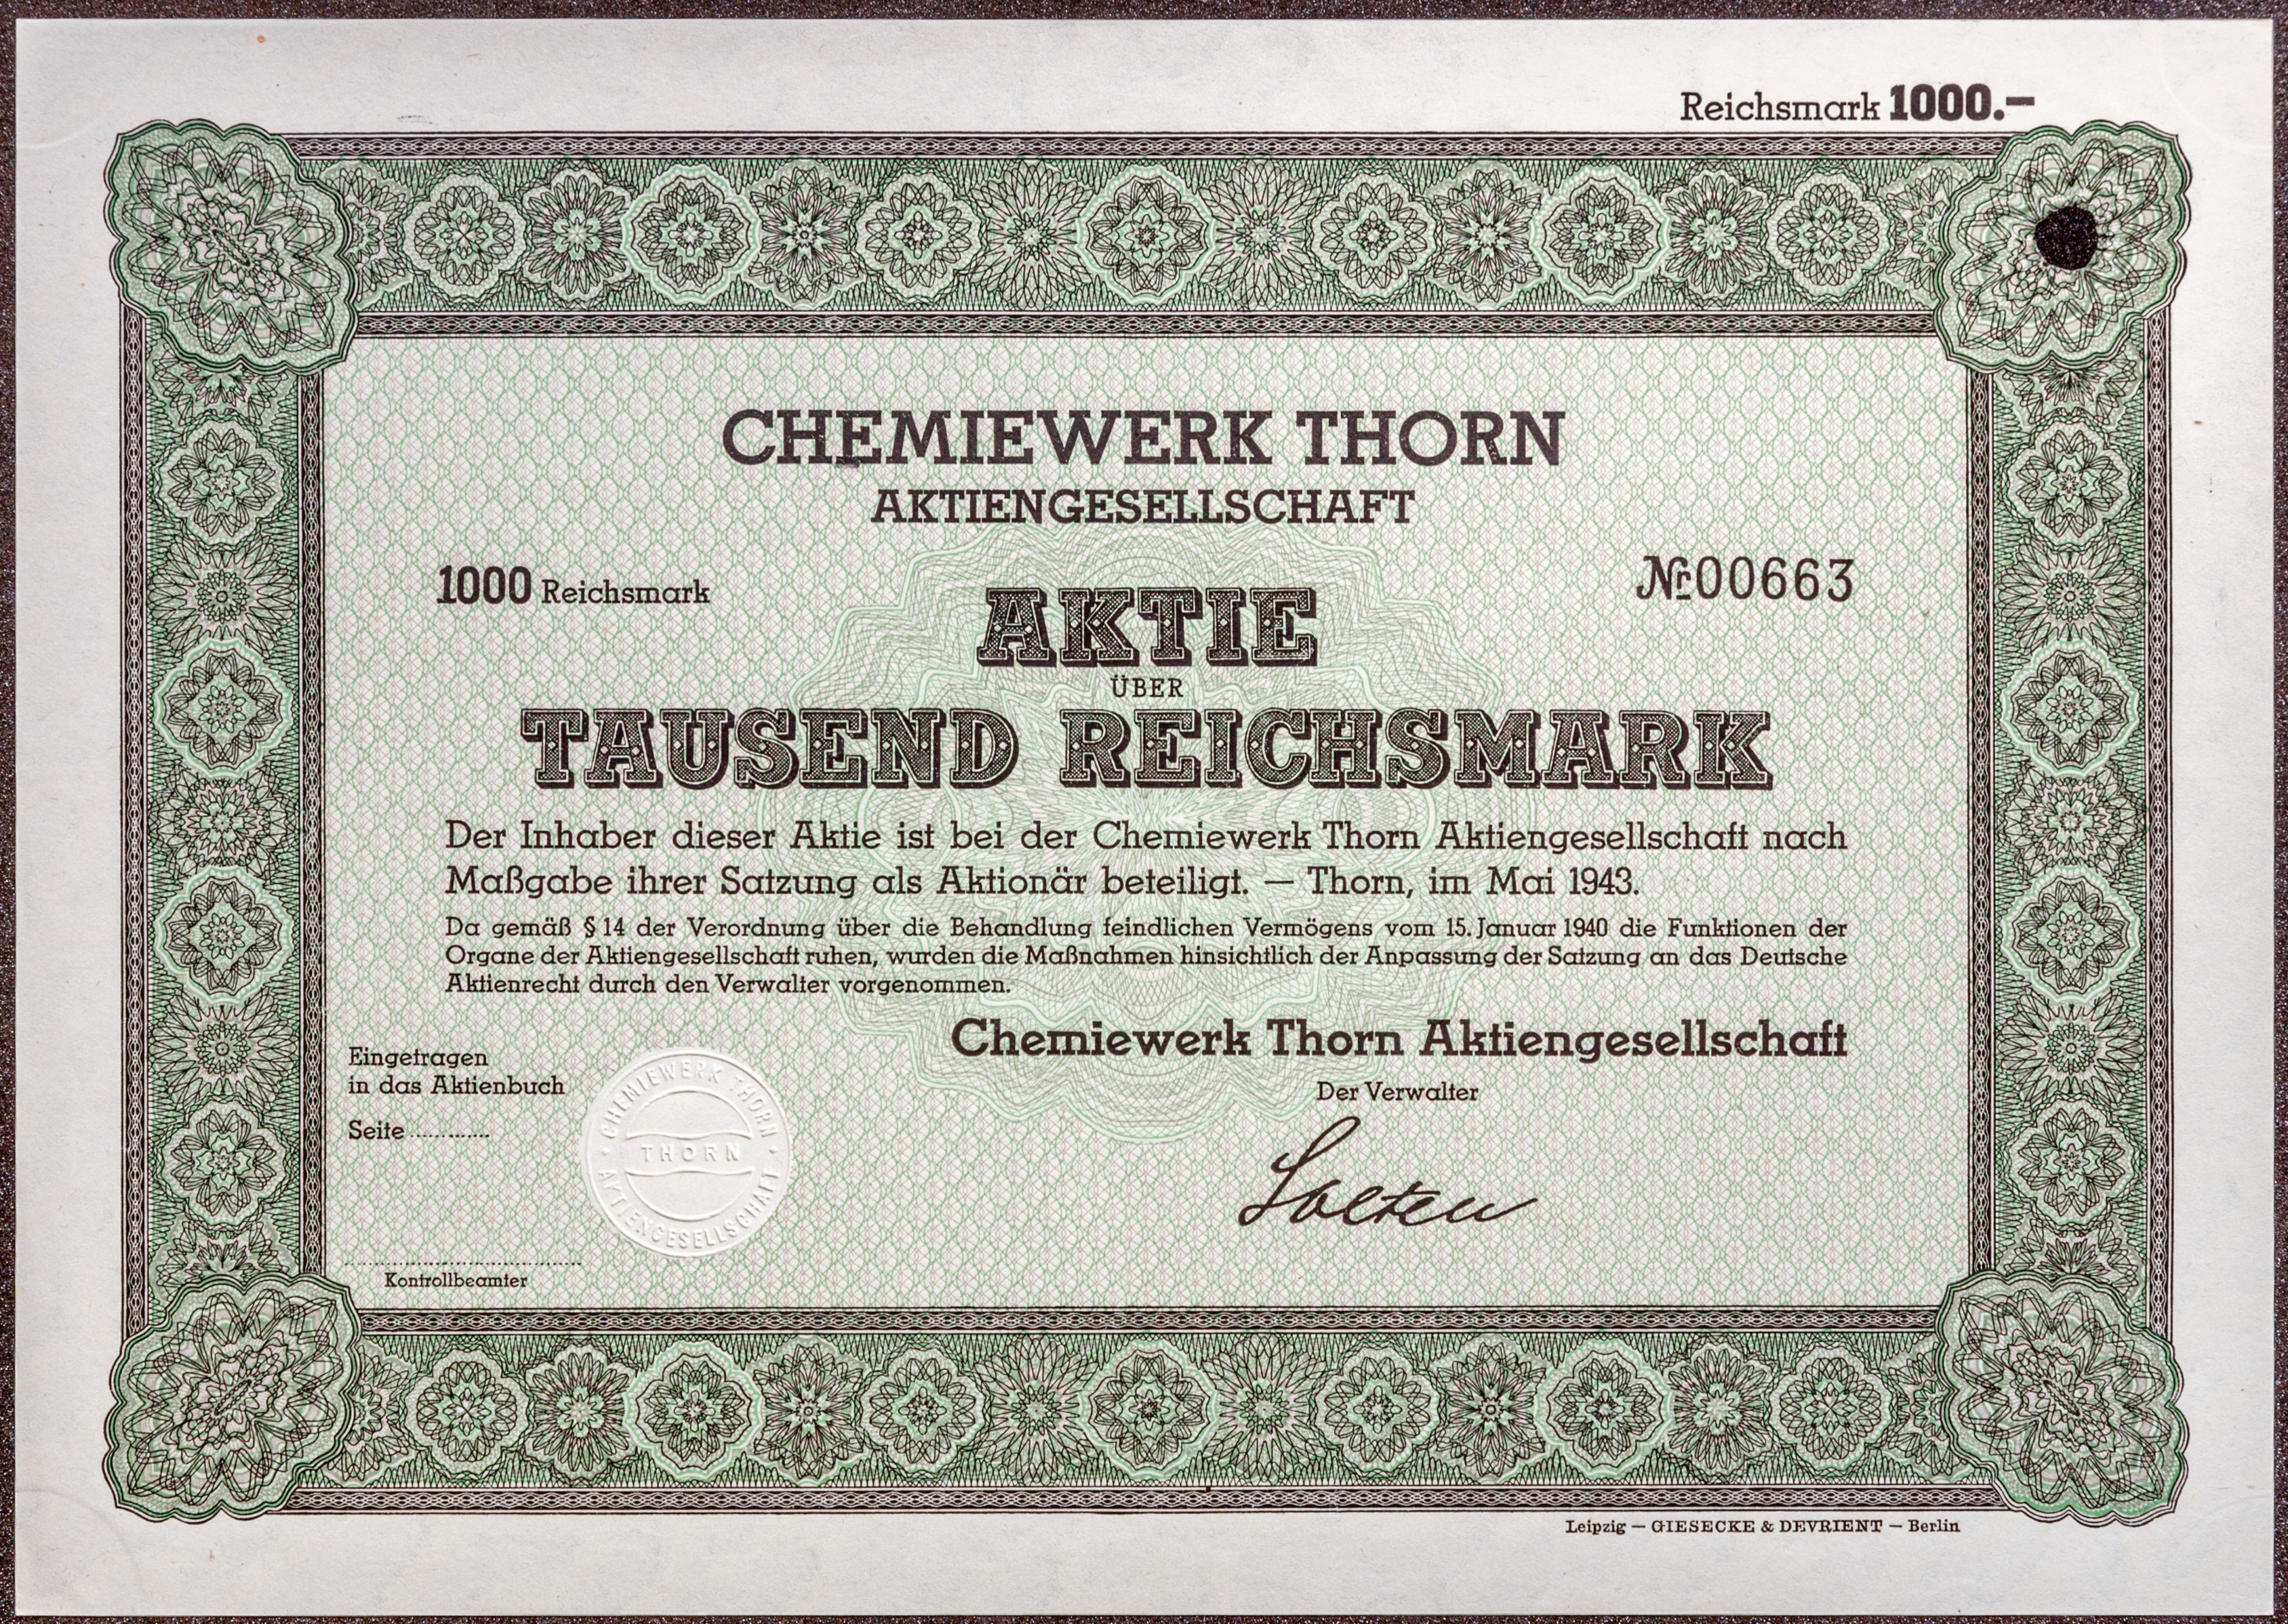 Reichsmark 1000.–
CHEMIEWERK THORN
AKTIENGESELLSCHAFT
1000 Reichsmark
Nr 00663
AKTIE
ÜBER
TAUSEND REICHSMARK
Der Inhaber dieser Aktie ist bei der Chemiewerk Thorn Aktiengesellschaft nach
Maßgabe ihrer Satzung als Aktionär beteiligt. — Thorn, im Mai 1943.
Da gemäß § 14 der Verordnung über die Behandlung feindlichen Vermögens vom 15. Januar 1940 die Funktionen der
Organe der Aktiengesellschaft ruhen, wurden die Maßnahmen hinsichtlich der Anpassung der Satzung an das Deutsche
Aktienrecht durch den Verwalter vorgenommen.
Chemiewerk Thorn Aktiengesellschaft
Der Verwalter
Eingetragen
in das Aktienbuch
Seite ............
CHEMIEWERK THORN
THORN
AKTIENGESELLSCHAFT
Kontrollbeamter
Leipzig — GIESECKE & DEVRIENT — Berlin